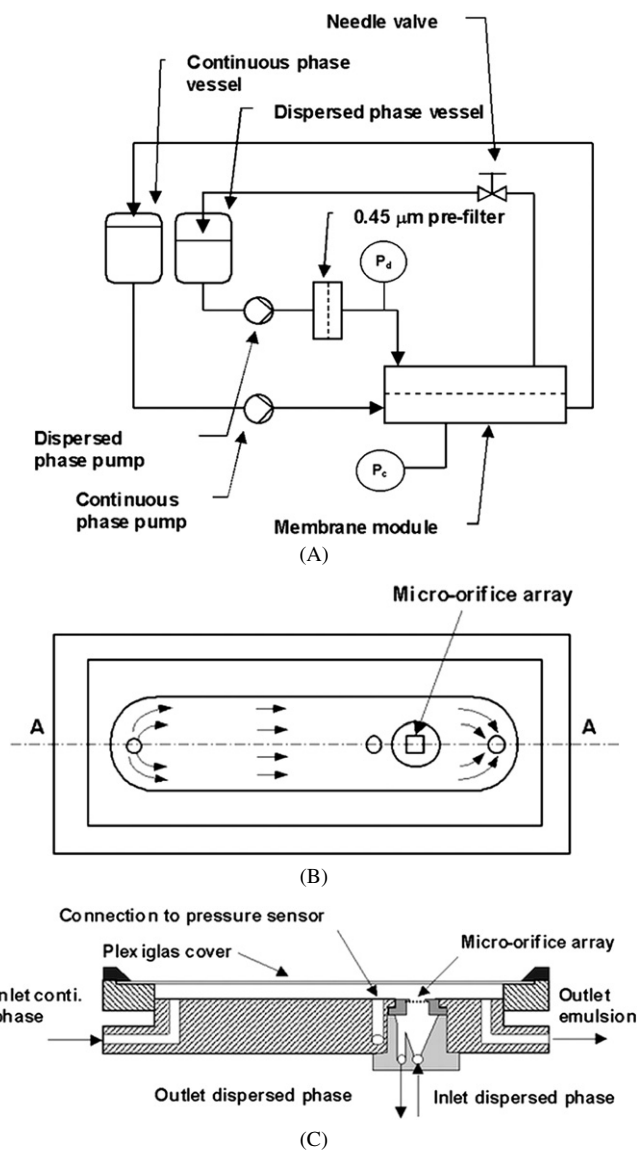 Needle valve
Continuous phase
vessel
Dispersed phase vessel
0.45 μm pre-filter
Pd
Dispersed
phase pump
Pc
Continuous
phase pump
Membrane module
(A)
Micro-orifice array
A
A
(B)
Connection to pressure sensor
Plexiglas cover
Micro-orifice array
nlet conti.
phase
Outlet
emulsion
Outlet dispersed phase
Inlet dispersed phase
(C)